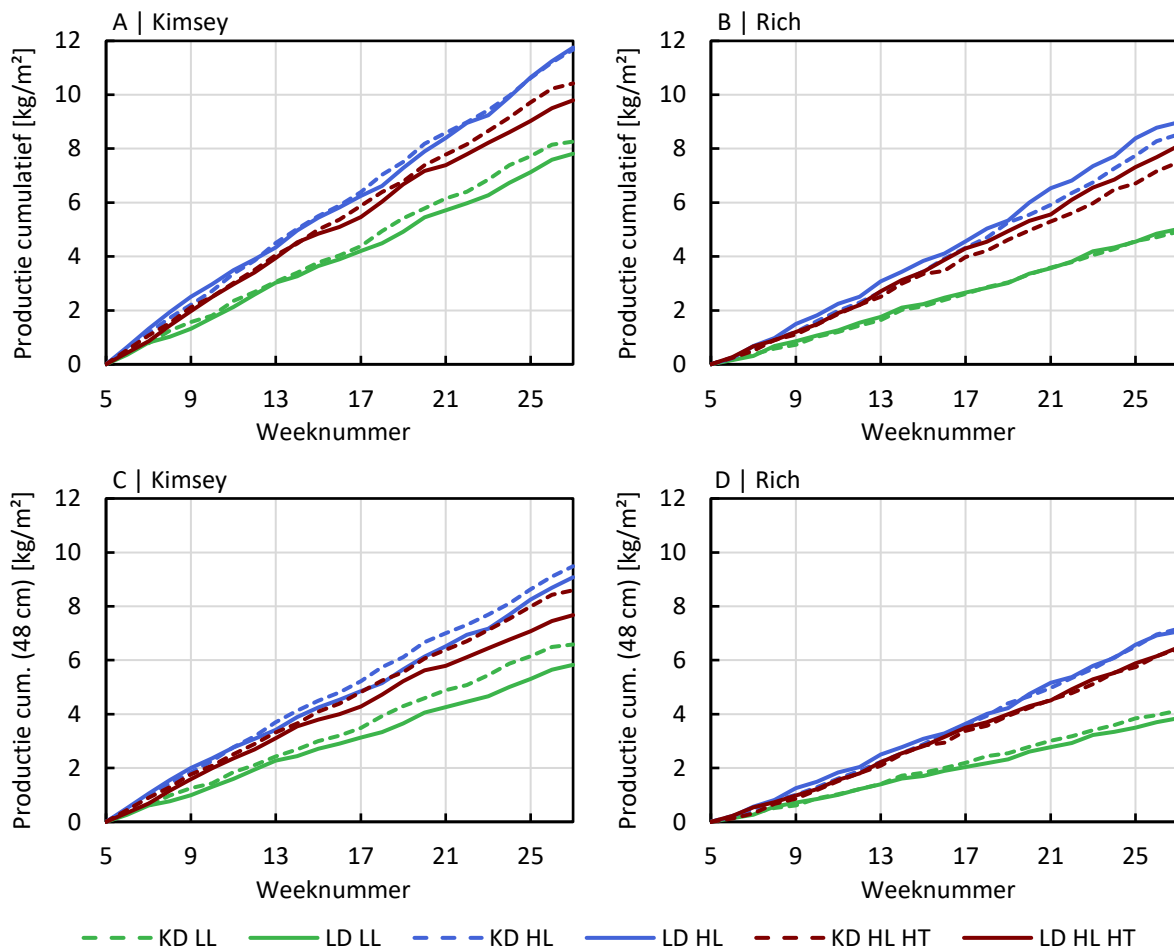 A | Kimsey
Productie cumulatief [kg/m²]
12
10
8
6
4
2
0
5 9 13 17 21 25
Weeknummer
B | Rich
Productie cumulatief [kg/m²]
12
10
8
6
4
2
0
5 9 13 17 21 25
Weeknummer
C | Kimsey
Productie cum. (48 cm) [kg/m²]
12
10
8
6
4
2
0
5 9 13 17 21 25
Weeknummer
D | Rich
Productie cum. (48 cm) [kg/m²]
12
10
8
6
4
2
0
5 9 13 17 21 25
Weeknummer
KD LL LD LL KD HL LD HL KD HL HT LD HL HT